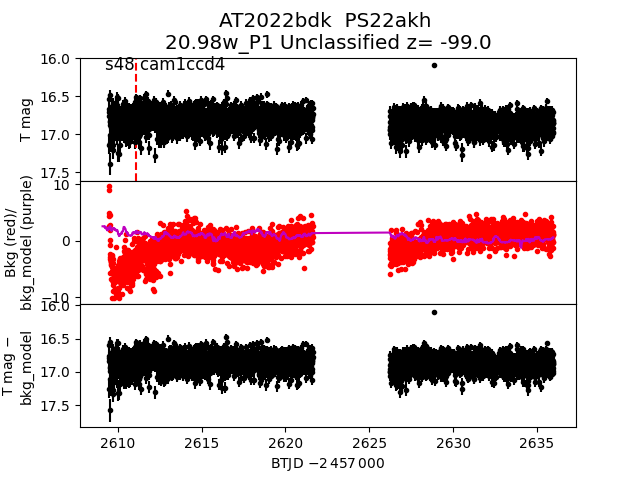 AT2022bdk  PS22akh
20.98w_P1 Unclassified z= -99.0
s48 cam1ccd4
16.0
16.5
17.0
17.5
T mag
10
0
−10
Bkg (red)/
bkg_model (purple)
16.0
16.5
17.0
17.5
T mag −
bkg_model
2610
2615
2620
2625
2630
2635
BTJD −2 457 000